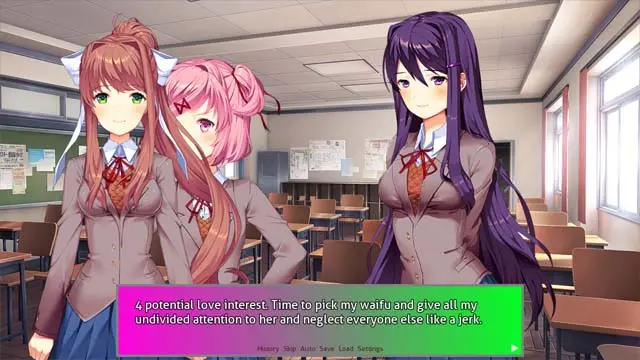 4 potential love interest. Time to pick my waifu and give all my
undivided attention to her and neglect everyone else like a jerk.
History Skip Auto Save Load Settings